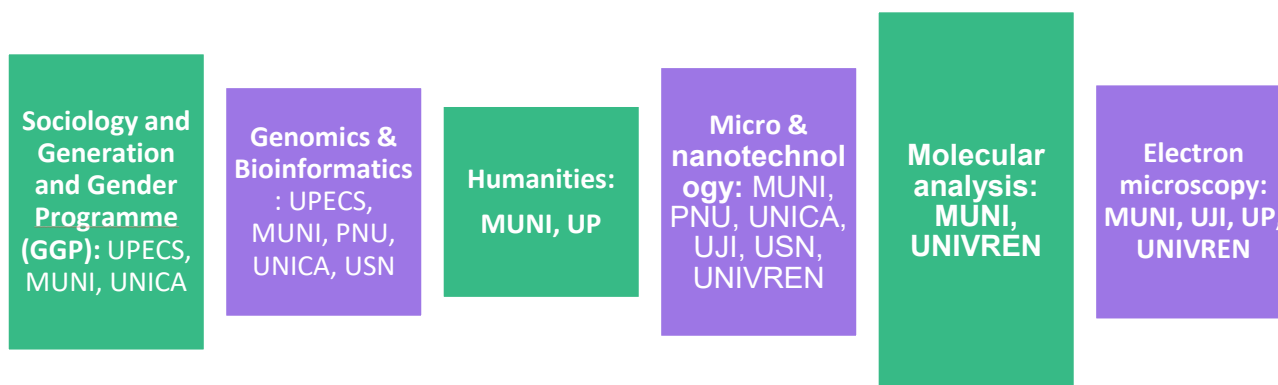 Sociology and
Generation
and Gender
Programme
(GGP): UPECS,
MUNI, UNICA
Genomics &
Bioinformatics
: UPECS,
MUNI, PNU,
UNICA, USN
Humanities:
MUNI, UP
Micro &
nanotechnol
ogy: MUNI,
PNU, UNICA,
UJI, USN,
UNIVREN
Molecular
analysis:
MUNI,
UNIVREN
Electron
microscopy:
MUNI, UJI, UP,
UNIVREN